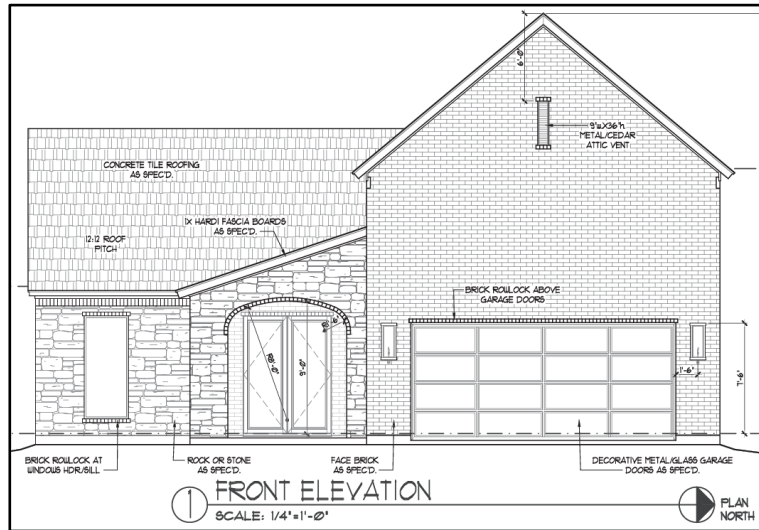 6'-0"
9"wX36"h
METAL/CEDAR
ATTIC VENT
CONCRETE TILE ROOFING
AS SPEC'D.
1X HARDI FASCIA BOARDS
AS SPEC'D.
12:12 ROOF
PITCH
BRICK ROWLOCK ABOVE
GARAGE DOORS
R8'-0"
9'-0"
1'-6"
7'-6"
BRICK ROWLOCK AT
WINDOWS HDR/SILL
ROCK OR STONE
AS SPEC'D.
FACE BRICK
AS SPEC'D.
DECORATIVE METAL/GLASS GARAGE
DOORS AS SPEC'D.
1 FRONT ELEVATION
SCALE: 1/4"=1'-0"
PLAN
NORTH